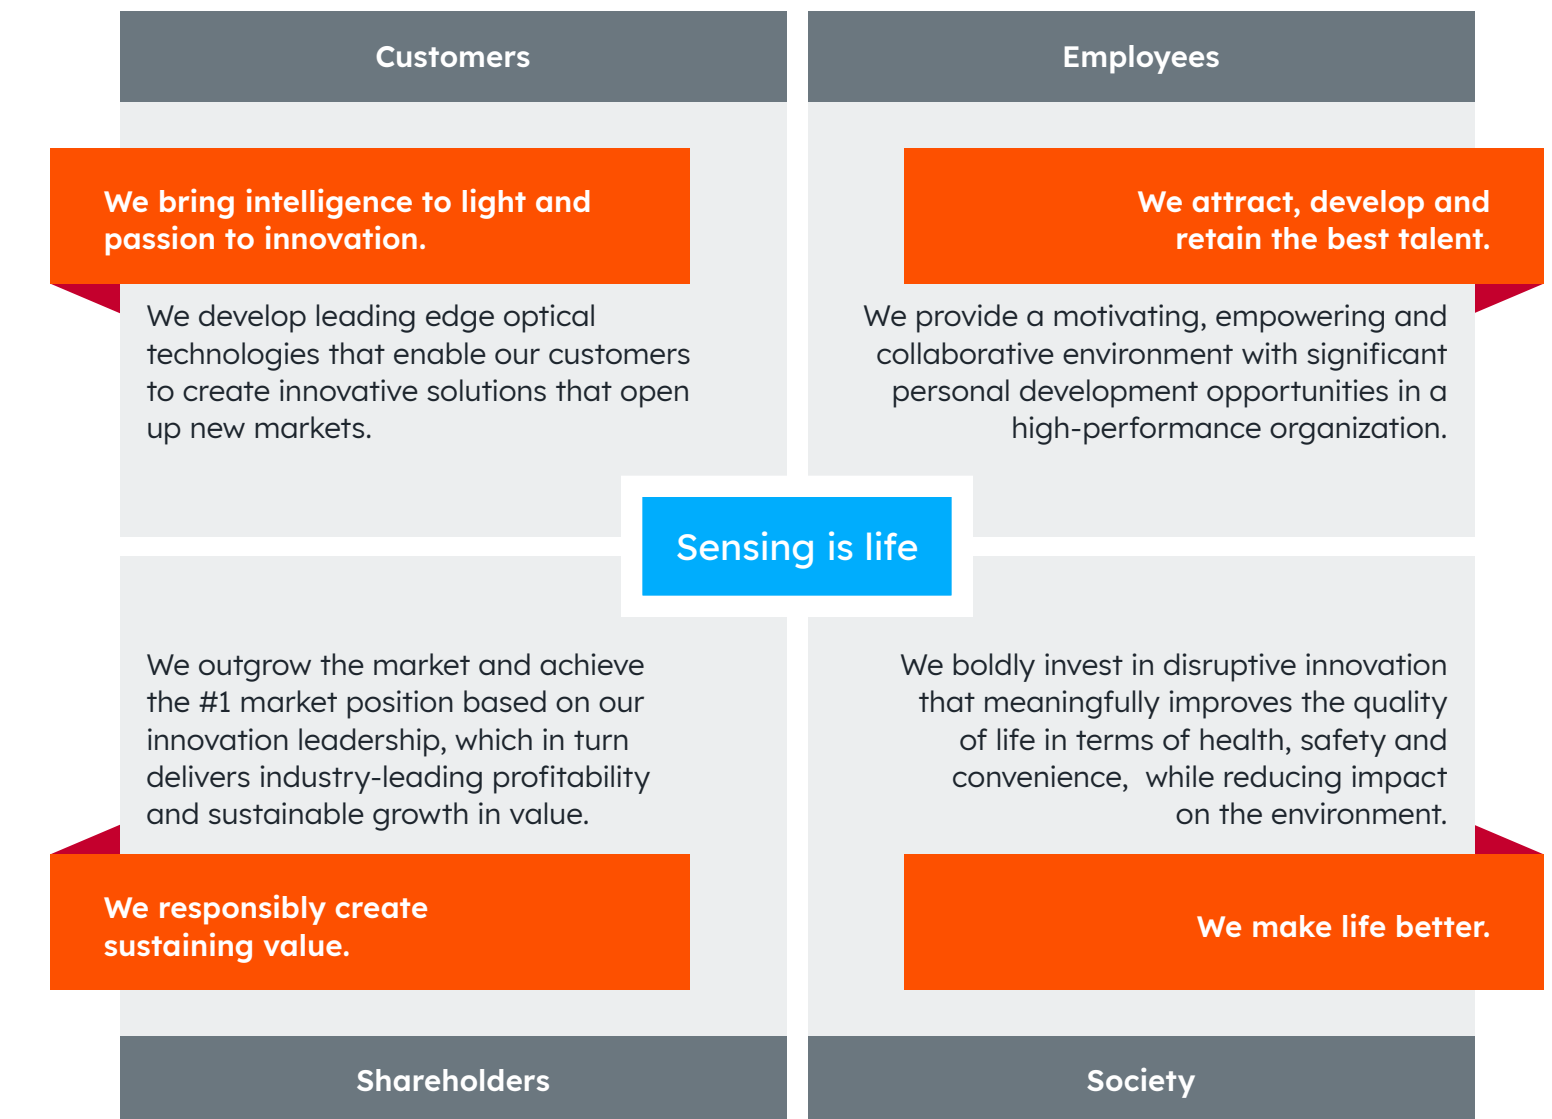 Customers
We bring intelligence to light and
passion to innovation.
We develop leading edge optical
technologies that enable our customers
to create innovative solutions that open
up new markets.
Employees
We attract, develop and
retain the best talent.
We provide a motivating, empowering and
collaborative environment with significant
personal development opportunities in a
high-performance organization.
Sensing is life
We outgrow the market and achieve
the #1 market position based on our
innovation leadership, which in turn
delivers industry-leading profitability
and sustainable growth in value.
We responsibly create
sustaining value.
Shareholders
We boldly invest in disruptive innovation
that meaningfully improves the quality
of life in terms of health, safety and
convenience,  while reducing impact
on the environment.
We make life better.
Society